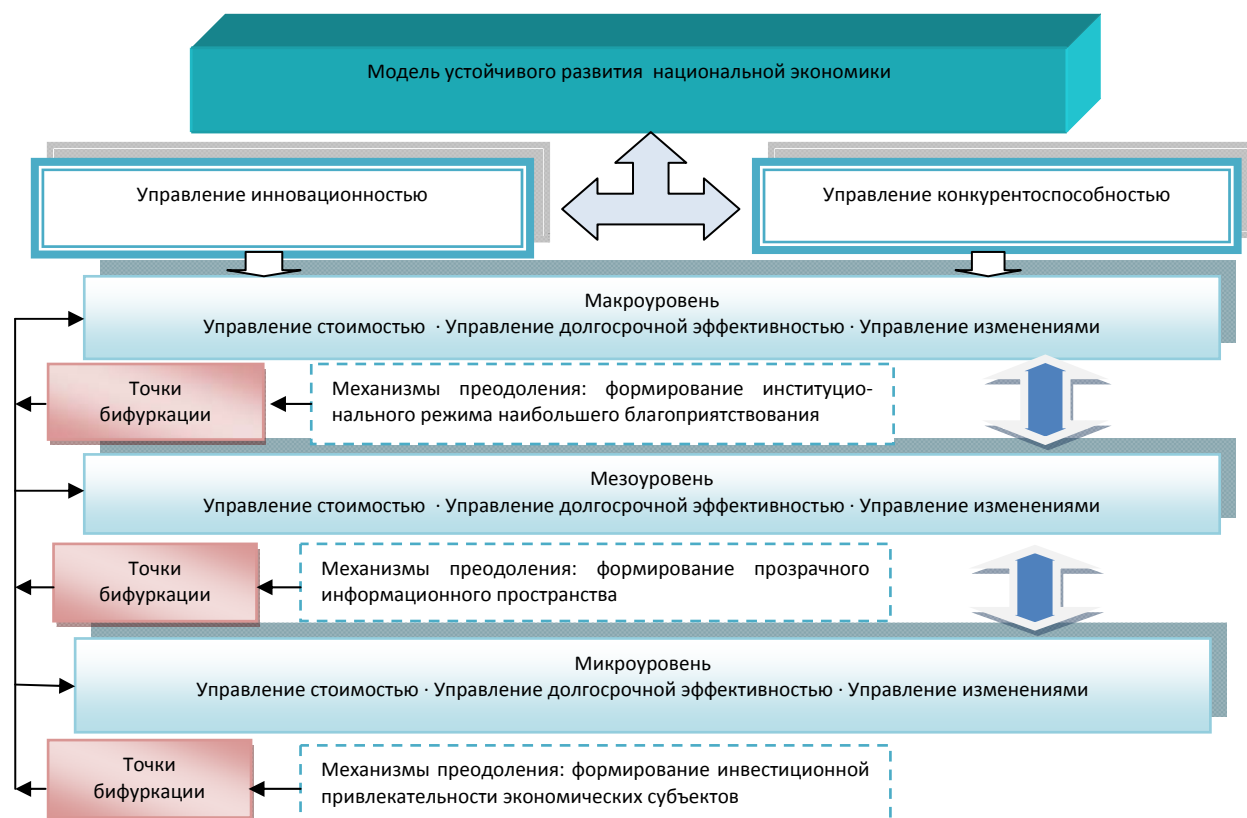 Модель устойчивого развития национальной экономики
Управление инновационностью
Управление конкурентоспособностью
Макроуровень
Управление стоимостью · Управление долгосрочной эффективностью · Управление изменениями
Точки
бифуркации
Механизмы преодоления: формирование институцио-
нального режима наибольшего благоприятствования
Мезоуровень
Управление стоимостью · Управление долгосрочной эффективностью · Управление изменениями
Точки
бифуркации
Механизмы преодоления: формирование прозрачного
информационного пространства
Микроуровень
Управление стоимостью · Управление долгосрочной эффективностью · Управление изменениями
Точки
бифуркации
Механизмы преодоления: формирование инвестиционной
привлекательности экономических субъектов